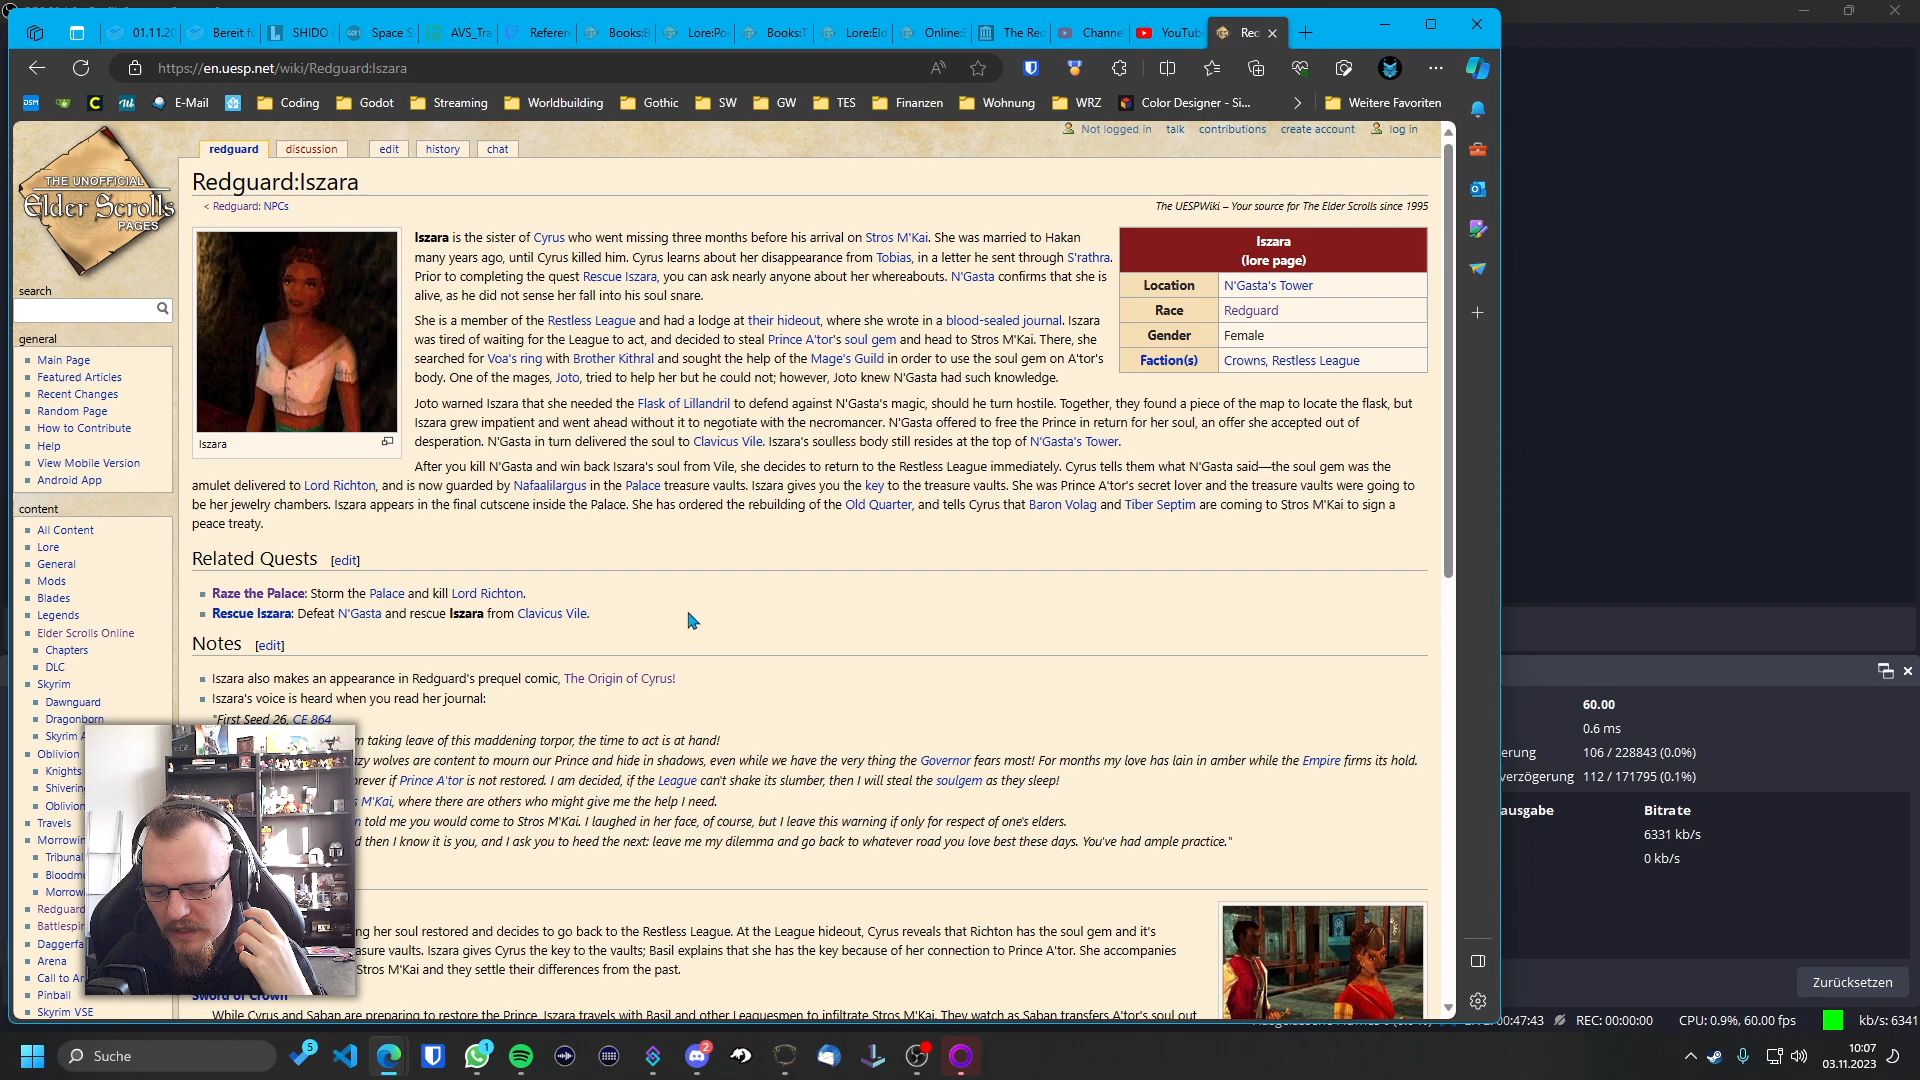 01.11.20
Bereit fü
SHIDO
Space S
AVS_Tra
Referen
Books:B
Lore:Po
Books:T
Lore:Eld
Online:E
The Red
Channe
YouTub
Red
https://en.uesp.net/wiki/Redguard:Iszara
E-Mail
Coding
Godot
Streaming
Worldbuilding
Gothic
SW
GW
TES
Finanzen
Wohnung
WRZ
Color Designer - Si...
Weitere Favoriten
Not logged in talk contributions create account log in
redguard discussion edit history chat
THE UNOFFICIAL
Elder Scrolls
PAGES
Redguard:Iszara
< Redguard: NPCs
The UESPWiki – Your source for The Elder Scrolls since 1995
Iszara is the sister of Cyrus who went missing three months before his arrival on Stros M'Kai. She was married to Hakan
many years ago, until Cyrus killed him. Cyrus learns about her disappearance from Tobias, in a letter he sent through S'rathra.
Prior to completing the quest Rescue Iszara, you can ask nearly anyone about her whereabouts. N'Gasta confirms that she is
alive, as he did not sense her fall into his soul snare.
She is a member of the Restless League and had a lodge at their hideout, where she wrote in a blood-sealed journal. Iszara
was tired of waiting for the League to act, and decided to steal Prince A'tor's soul gem and head to Stros M'Kai. There, she
searched for Voa's ring with Brother Kithral and sought the help of the Mage's Guild in order to use the soul gem on A'tor's
body. One of the mages, Joto, tried to help her but he could not; however, Joto knew N'Gasta had such knowledge.
Joto warned Iszara that she needed the Flask of Lillandril to defend against N'Gasta's magic, should he turn hostile. Together, they found a piece of the map to locate the flask, but
Iszara grew impatient and went ahead without it to negotiate with the necromancer. N'Gasta offered to free the Prince in return for her soul, an offer she accepted out of
desperation. N'Gasta in turn delivered the soul to Clavicus Vile. Iszara's soulless body still resides at the top of N'Gasta's Tower.
After you kill N'Gasta and win back Iszara's soul from Vile, she decides to return to the Restless League immediately. Cyrus tells them what N'Gasta said—the soul gem was the
amulet delivered to Lord Richton, and is now guarded by Nafaalilargus in the Palace treasure vaults. Iszara gives you the key to the treasure vaults. She was Prince A'tor's secret lover and the treasure vaults were going to
be her jewelry chambers. Iszara appears in the final cutscene inside the Palace. She has ordered the rebuilding of the Old Quarter, and tells Cyrus that Baron Volag and Tiber Septim are coming to Stros M'Kai to sign a
peace treaty.
Iszara
Iszara
(lore page)
Location N'Gasta's Tower
Race Redguard
Gender Female
Faction(s) Crowns, Restless League
Related Quests [edit]
Raze the Palace: Storm the Palace and kill Lord Richton.
Rescue Iszara: Defeat N'Gasta and rescue Iszara from Clavicus Vile.
Notes [edit]
Iszara also makes an appearance in Redguard's prequel comic, The Origin of Cyrus!
Iszara's voice is heard when you read her journal:
"First Seed 26, CE 864
taking leave of this maddening torpor, the time to act is at hand!
wolves are content to mourn our Prince and hide in shadows, even while we have the very thing the Governor fears most! For months my love has lain in amber while the Empire firms its hold.
if Prince A'tor is not restored. I am decided, if the League can't shake its slumber, then I will steal the soulgem as they sleep!
M'Kai, where there are others who might give me the help I need.
told me you would come to Stros M'Kai. I laughed in her face, of course, but I leave this warning if only for respect of one's elders.
then I know it is you, and I ask you to heed the next: leave me my dilemma and go back to whatever road you love best these days. You've had ample practice."
her soul restored and decides to go back to the Restless League. At the League hideout, Cyrus reveals that Richton has the soul gem and it's
vaults. Iszara gives Cyrus the key to the vaults; Basil explains that she has the key because of her connection to Prince A'tor. She accompanies
Stros M'Kai and they settle their differences from the past.
Sword of Crown
While Cyrus and Saban are preparing to restore the Prince, Iszara travels with Basil and other Leaguesmen to infiltrate Stros M'Kai. They watch as Saban transfers A'tor's soul out
search
general
Main Page
Featured Articles
Recent Changes
Random Page
How to Contribute
Help
View Mobile Version
Android App
content
All Content
Lore
General
Mods
Blades
Legends
Elder Scrolls Online
Chapters
DLC
Skyrim
Dawnguard
Dragonborn
Skyrim A
Oblivion
Knights
Shiverin
Oblivion
Travels
Morrowin
Tribunal
Bloodmo
Morrow
Redguard
Battlespir
Daggerfa
Arena
Call to Ar
Pinball
Skyrim VSE
60.00
0.6 ms
erung 106 / 228843 (0.0%)
verzögerung 112 / 171795 (0.1%)
ausgabe Bitrate
6331 kb/s
0 kb/s
Zurücksetzen
00:47:43 REC: 00:00:00 CPU: 0.9%, 60.00 fps kb/s: 6341
Suche
5
1
2
10:07
03.11.2023